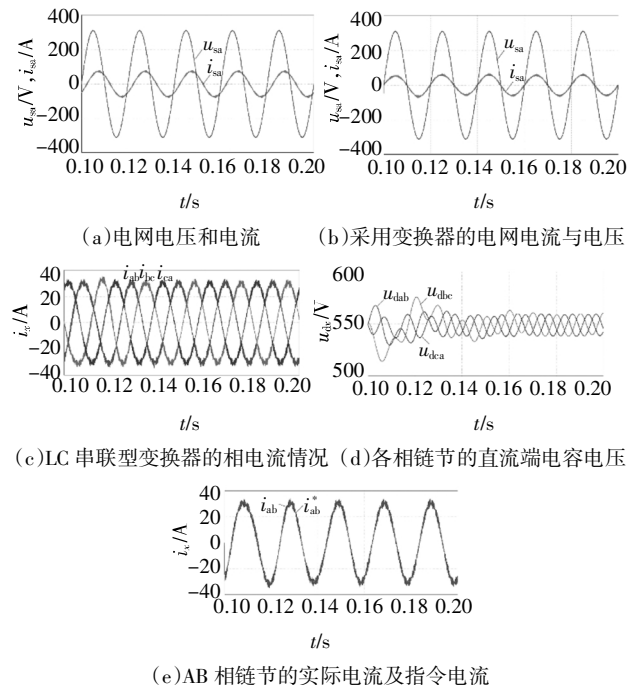 400
200
0
−200
−400
u_sa/V, i_sa/A
u_sa
i_sa
0.10 0.12 0.14 0.16 0.18 0.20
t/s
(a)电网电压和电流
400
200
0
−200
−400
u_sa/V, i_sa/A
u_sa
i_sa
0.10 0.12 0.14 0.16 0.18 0.20
t/s
(b)采用变换器的电网电流与电压
40
20
0
−20
−40
i_x/A
i_ab i_bc i_ca
0.10 0.12 0.14 0.16 0.18 0.20
t/s
(c)LC 串联型变换器的相电流情况
600
550
500
u_dx/V
u_dab
u_dbc
u_dca
0.10 0.12 0.14 0.16 0.18 0.20
t/s
(d)各相链节的直流端电容电压
40
20
0
−20
−40
i_x/A
i_ab
i_ab^*
0.10 0.12 0.14 0.16 0.18 0.20
t/s
(e)AB 相链节的实际电流及指令电流